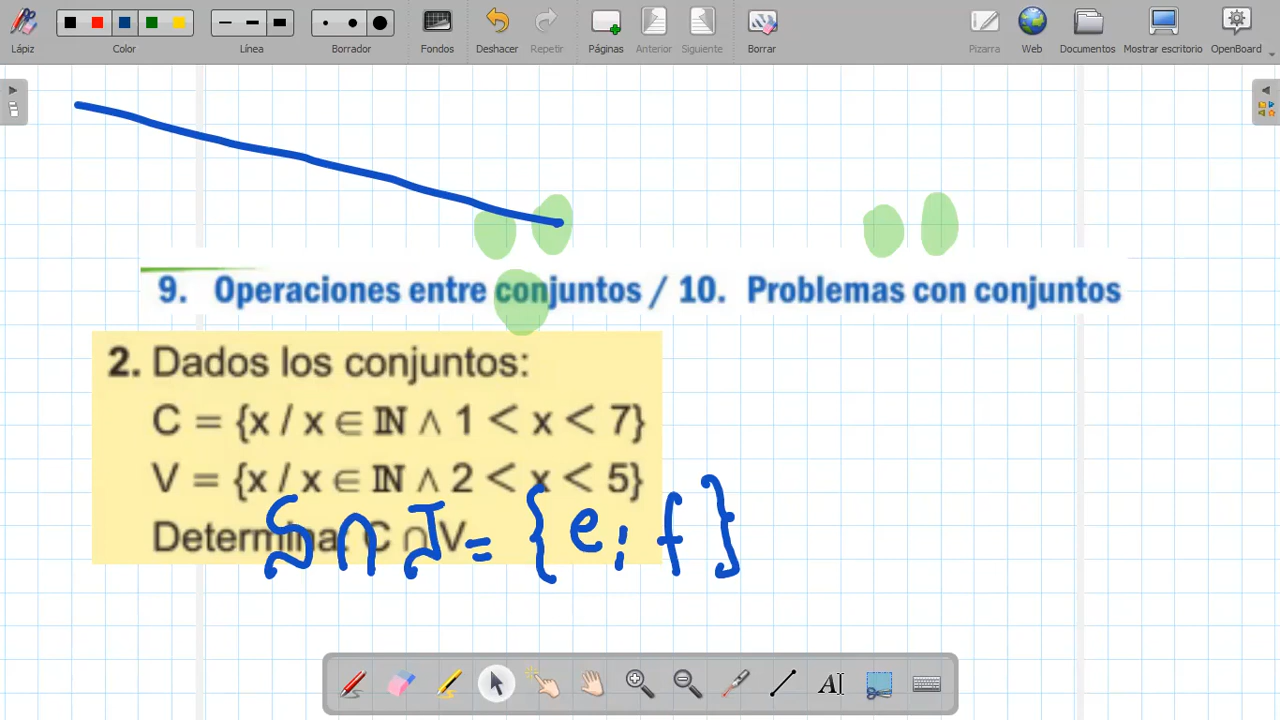 Lápiz Color Línea Borrador Fondos Deshacer Repetir Páginas Anterior Siguiente Borrar Pizarra Web Documentos Mostrar escritorio OpenBoard
9. Operaciones entre conjuntos / 10. Problemas con conjuntos
2. Dados los conjuntos:
C = {x / x ∈ ℕ ∧ 1 < x < 7}
V = {x / x ∈ ℕ ∧ 2 < x < 5}
Determina: C ∩ V
S ∩ J = {e; f}